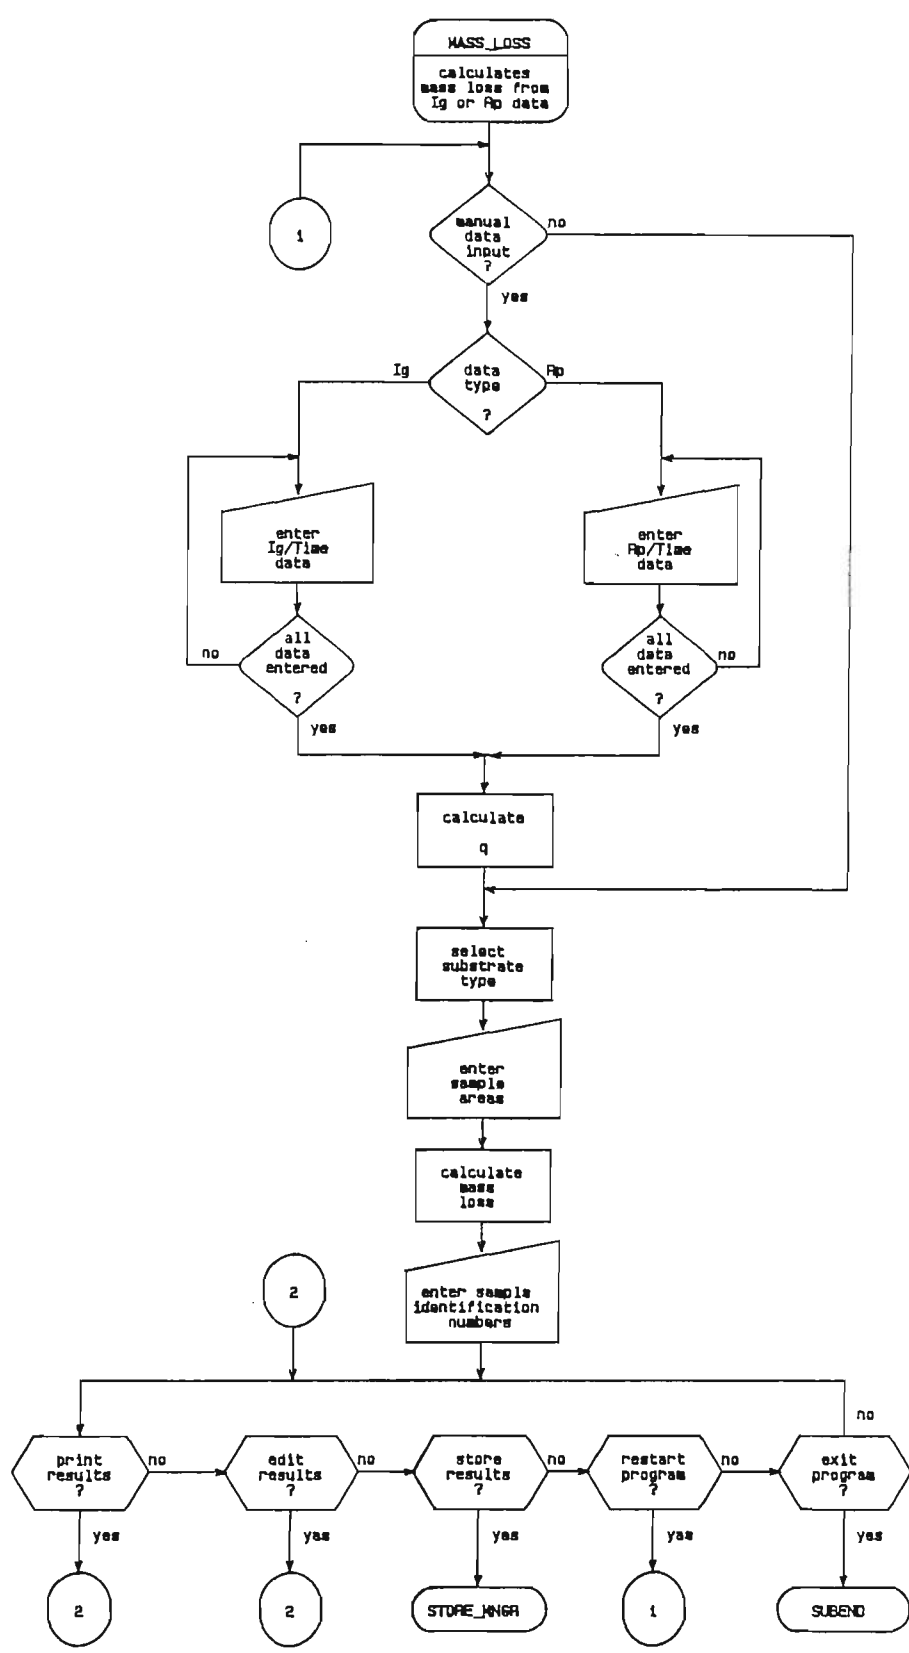 MASS_LOSS
calculates
mass loss from
Ig or Rp data
1
manual
data
input
?
no
yes
data
type
?
Ig
Rp
enter
Ig/Time
data
enter
Rp/Time
data
all
data
entered
?
no
yes
all
data
entered
?
no
yes
calculate
q
select
substrate
type
enter
sample
areas
calculate
mass
loss
2
enter sample
identification
numbers
no
print
results
?
no
edit
results
?
no
store
results
?
no
restart
program
?
no
exit
program
?
yes
yes
yes
yes
yes
2
2
STORE_MNGR
1
SUBEND